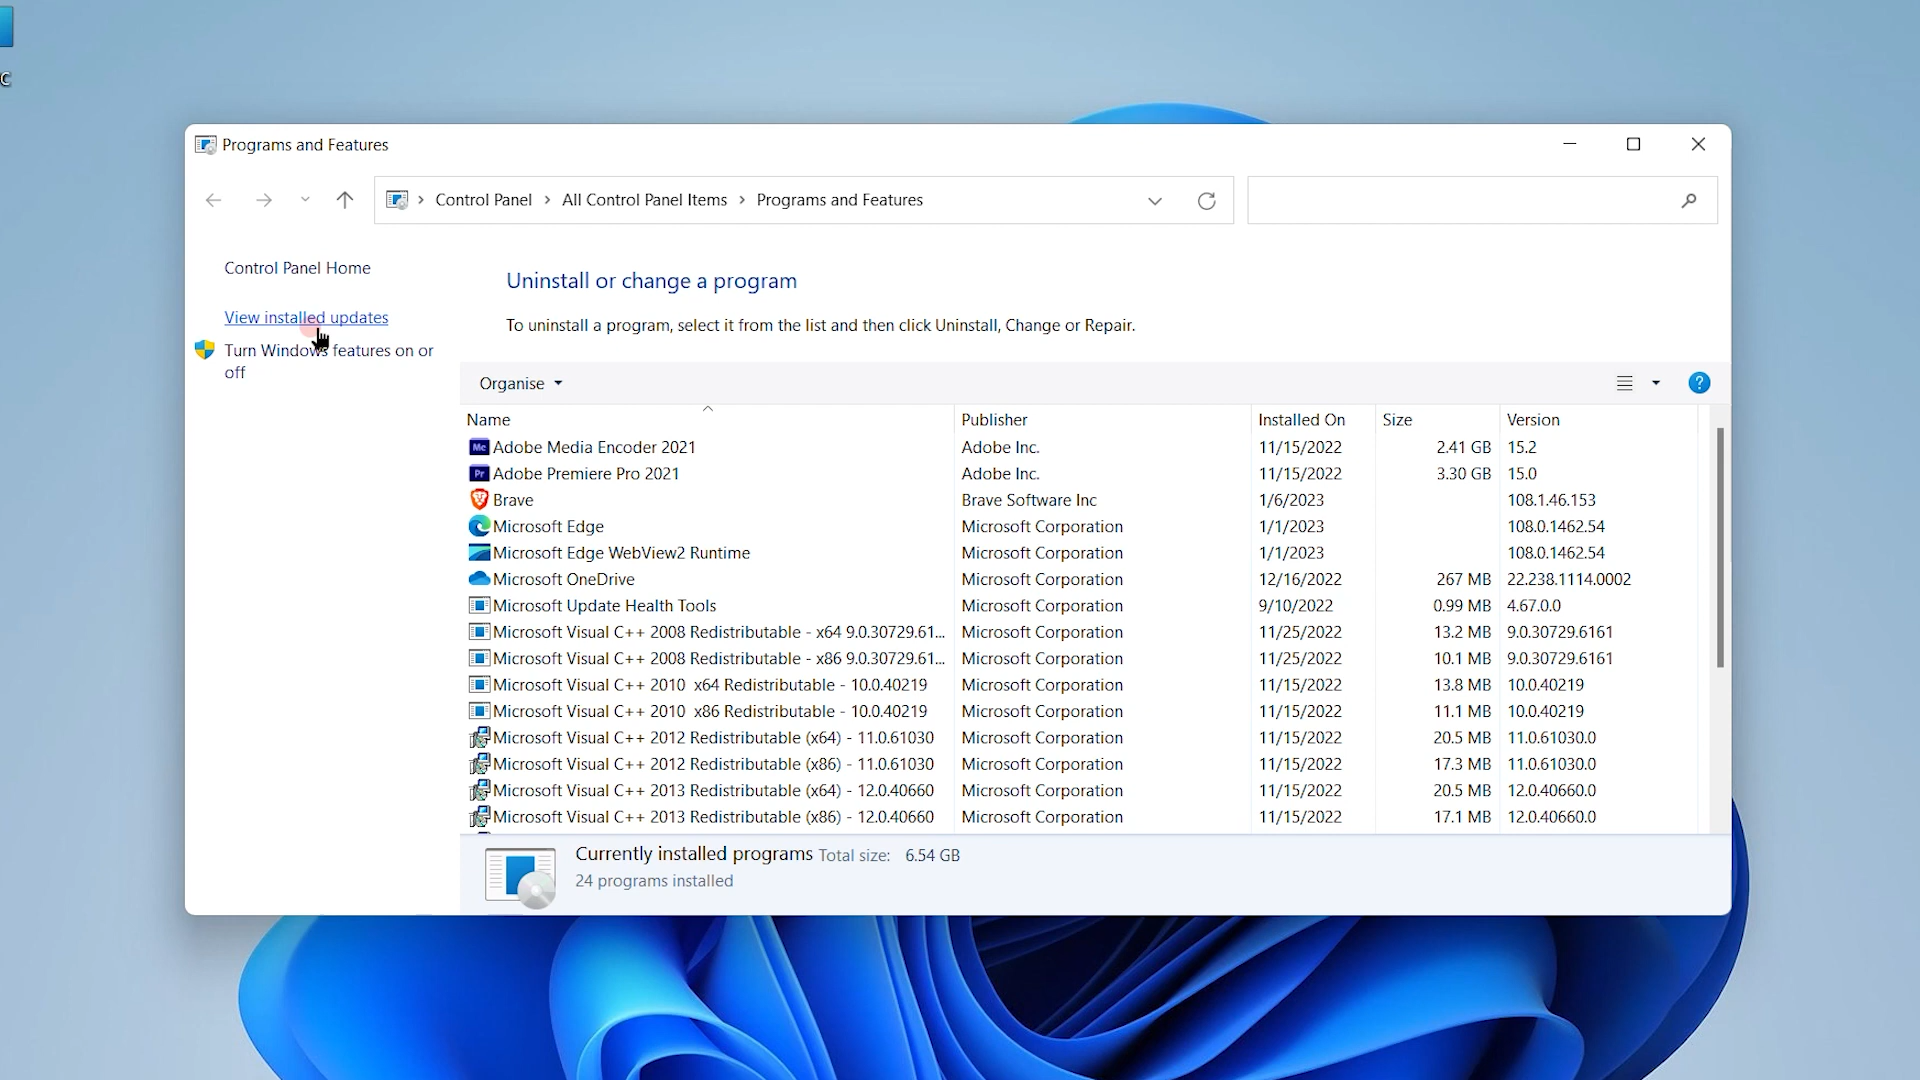 C
Programs and Features
Control Panel > All Control Panel Items > Programs and Features
Control Panel Home
View installed updates
Turn Windows features on or
off
Uninstall or change a program
To uninstall a program, select it from the list and then click Uninstall, Change or Repair.
Organise
Name Publisher Installed On Size Version
Adobe Media Encoder 2021 Adobe Inc. 11/15/2022 2.41 GB 15.2
Adobe Premiere Pro 2021 Adobe Inc. 11/15/2022 3.30 GB 15.0
Brave Brave Software Inc 1/6/2023 108.1.46.153
Microsoft Edge Microsoft Corporation 1/1/2023 108.0.1462.54
Microsoft Edge WebView2 Runtime Microsoft Corporation 1/1/2023 108.0.1462.54
Microsoft OneDrive Microsoft Corporation 12/16/2022 267 MB 22.238.1114.0002
Microsoft Update Health Tools Microsoft Corporation 9/10/2022 0.99 MB 4.67.0.0
Microsoft Visual C++ 2008 Redistributable - x64 9.0.30729.61... Microsoft Corporation 11/25/2022 13.2 MB 9.0.30729.6161
Microsoft Visual C++ 2008 Redistributable - x86 9.0.30729.61... Microsoft Corporation 11/25/2022 10.1 MB 9.0.30729.6161
Microsoft Visual C++ 2010 x64 Redistributable - 10.0.40219 Microsoft Corporation 11/15/2022 13.8 MB 10.0.40219
Microsoft Visual C++ 2010 x86 Redistributable - 10.0.40219 Microsoft Corporation 11/15/2022 11.1 MB 10.0.40219
Microsoft Visual C++ 2012 Redistributable (x64) - 11.0.61030 Microsoft Corporation 11/15/2022 20.5 MB 11.0.61030.0
Microsoft Visual C++ 2012 Redistributable (x86) - 11.0.61030 Microsoft Corporation 11/15/2022 17.3 MB 11.0.61030.0
Microsoft Visual C++ 2013 Redistributable (x64) - 12.0.40660 Microsoft Corporation 11/15/2022 20.5 MB 12.0.40660.0
Microsoft Visual C++ 2013 Redistributable (x86) - 12.0.40660 Microsoft Corporation 11/15/2022 17.1 MB 12.0.40660.0
Currently installed programs Total size: 6.54 GB
24 programs installed